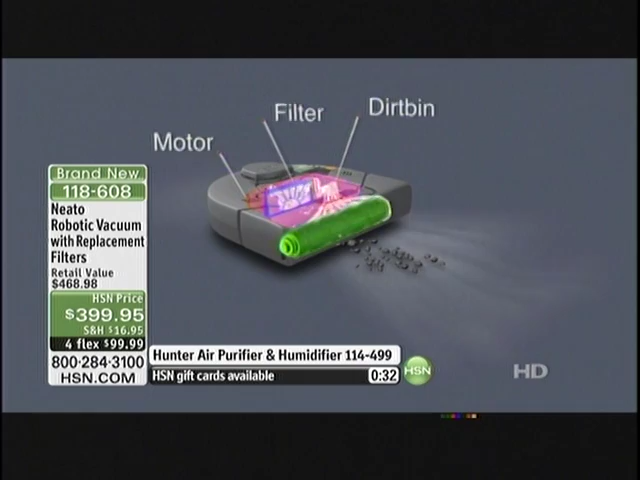 Motor
Filter
Dirtbin
Brand New
118-608
Neato
Robotic Vacuum
with Replacement
Filters
Retail Value
$468.98
HSN Price
$399.95
S&H $16.95
4 flex $99.99
800·284·3100
HSN.COM
Hunter Air Purifier & Humidifier 114-499
HSN gift cards available
0:32
HSN
HD